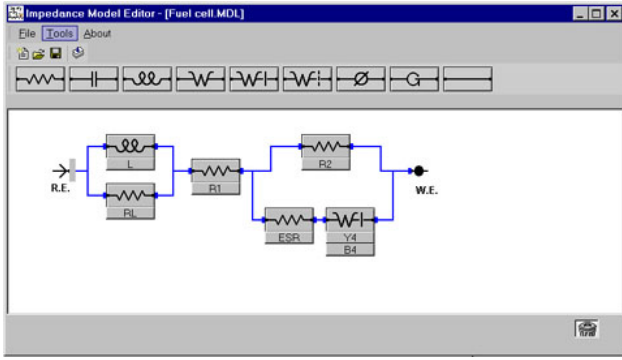 Impedance Model Editor - [Fuel cell.MDL]
File Tools About
W W W Ø G
L
R2
R.E.
R1
W.E.
RL
ESR
Y4
B4